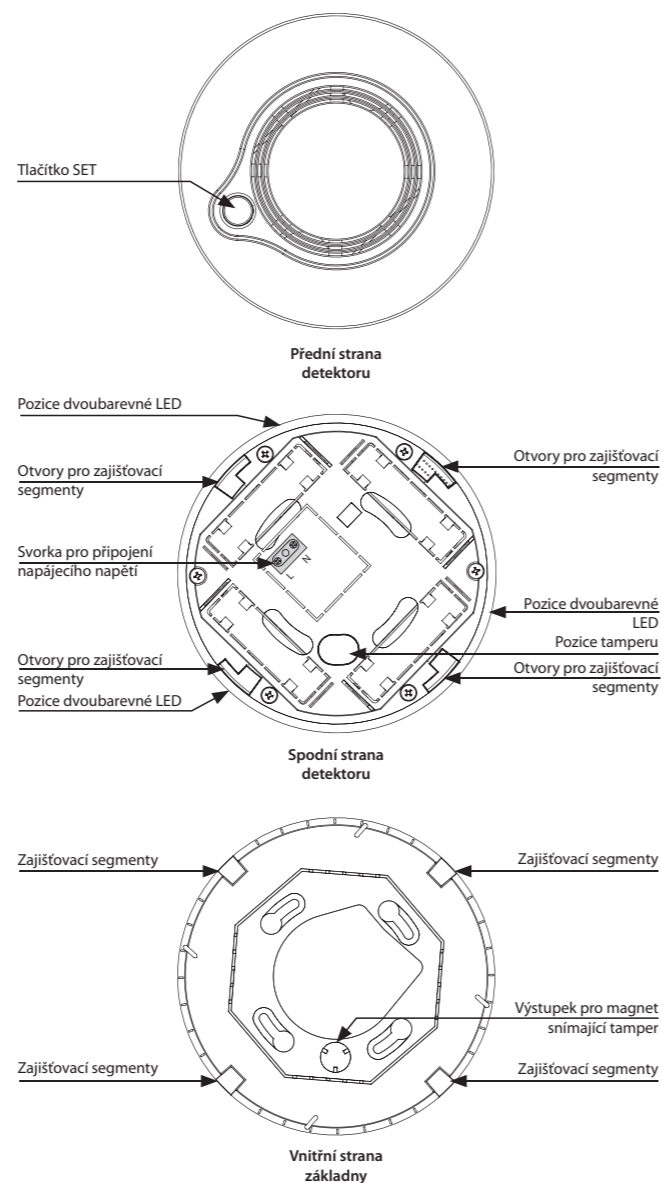 Tlačítko SET
Přední strana
detektoru
Pozice dvoubarevné LED
Otvory pro zajišťovací
segmenty
Otvory pro zajišťovací
segmenty
Svorka pro připojení
napájecího napětí
N
L
Pozice dvoubarevné
LED
Pozice tamperu
Otvory pro zajišťovací
segmenty
Otvory pro zajišťovací
segmenty
Pozice dvoubarevné LED
Spodní strana
detektoru
Zajišťovací segmenty
Zajišťovací segmenty
Výstupek pro magnet
snímající tamper
Zajišťovací segmenty
Zajišťovací segmenty
Vnitřní strana
základny